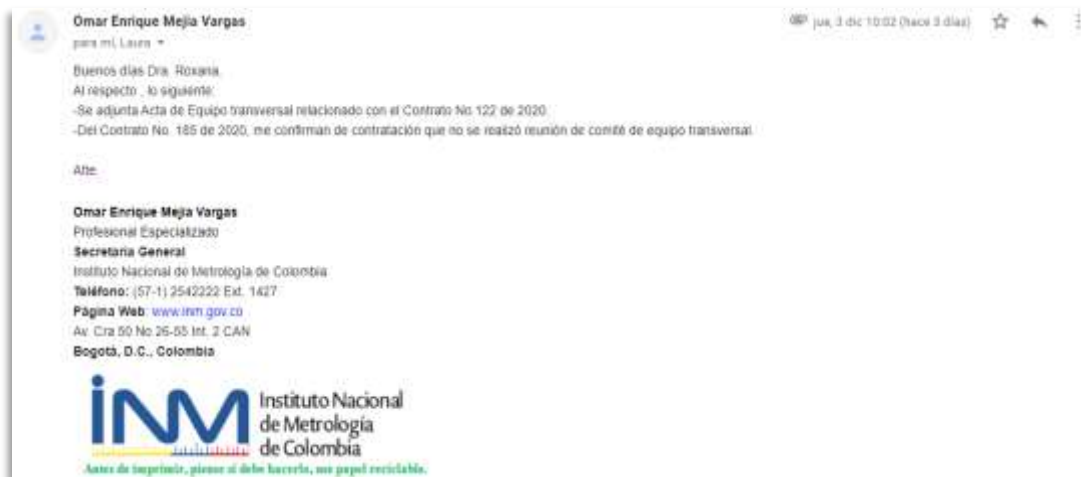 Omar Enrique Mejia Vargas
jue, 3 dic 10:02 (hace 3 días)
para mí, Laura
Buenos días Dra. Roxana.
Al respecto , lo siguiente:
-Se adjunta Acta de Equipo transversal relacionado con el Contrato No 122 de 2020.
-Del Contrato No. 185 de 2020, me confirman de contratación que no se realizó reunión de comité de equipo transversal.
Atte.
Omar Enrique Mejia Vargas
Profesional Especializado
Secretaria General
Instituto Nacional de Metrología de Colombia
Teléfono: (57-1) 2542222 Ext. 1427
Página Web: www.inm.gov.co
Av. Cra 50 No 26-55 Int. 2 CAN
Bogotá, D.C., Colombia
INM
Instituto Nacional
de Metrología
de Colombia
Antes de imprimir, piense si debe hacerlo, use papel reciclable.